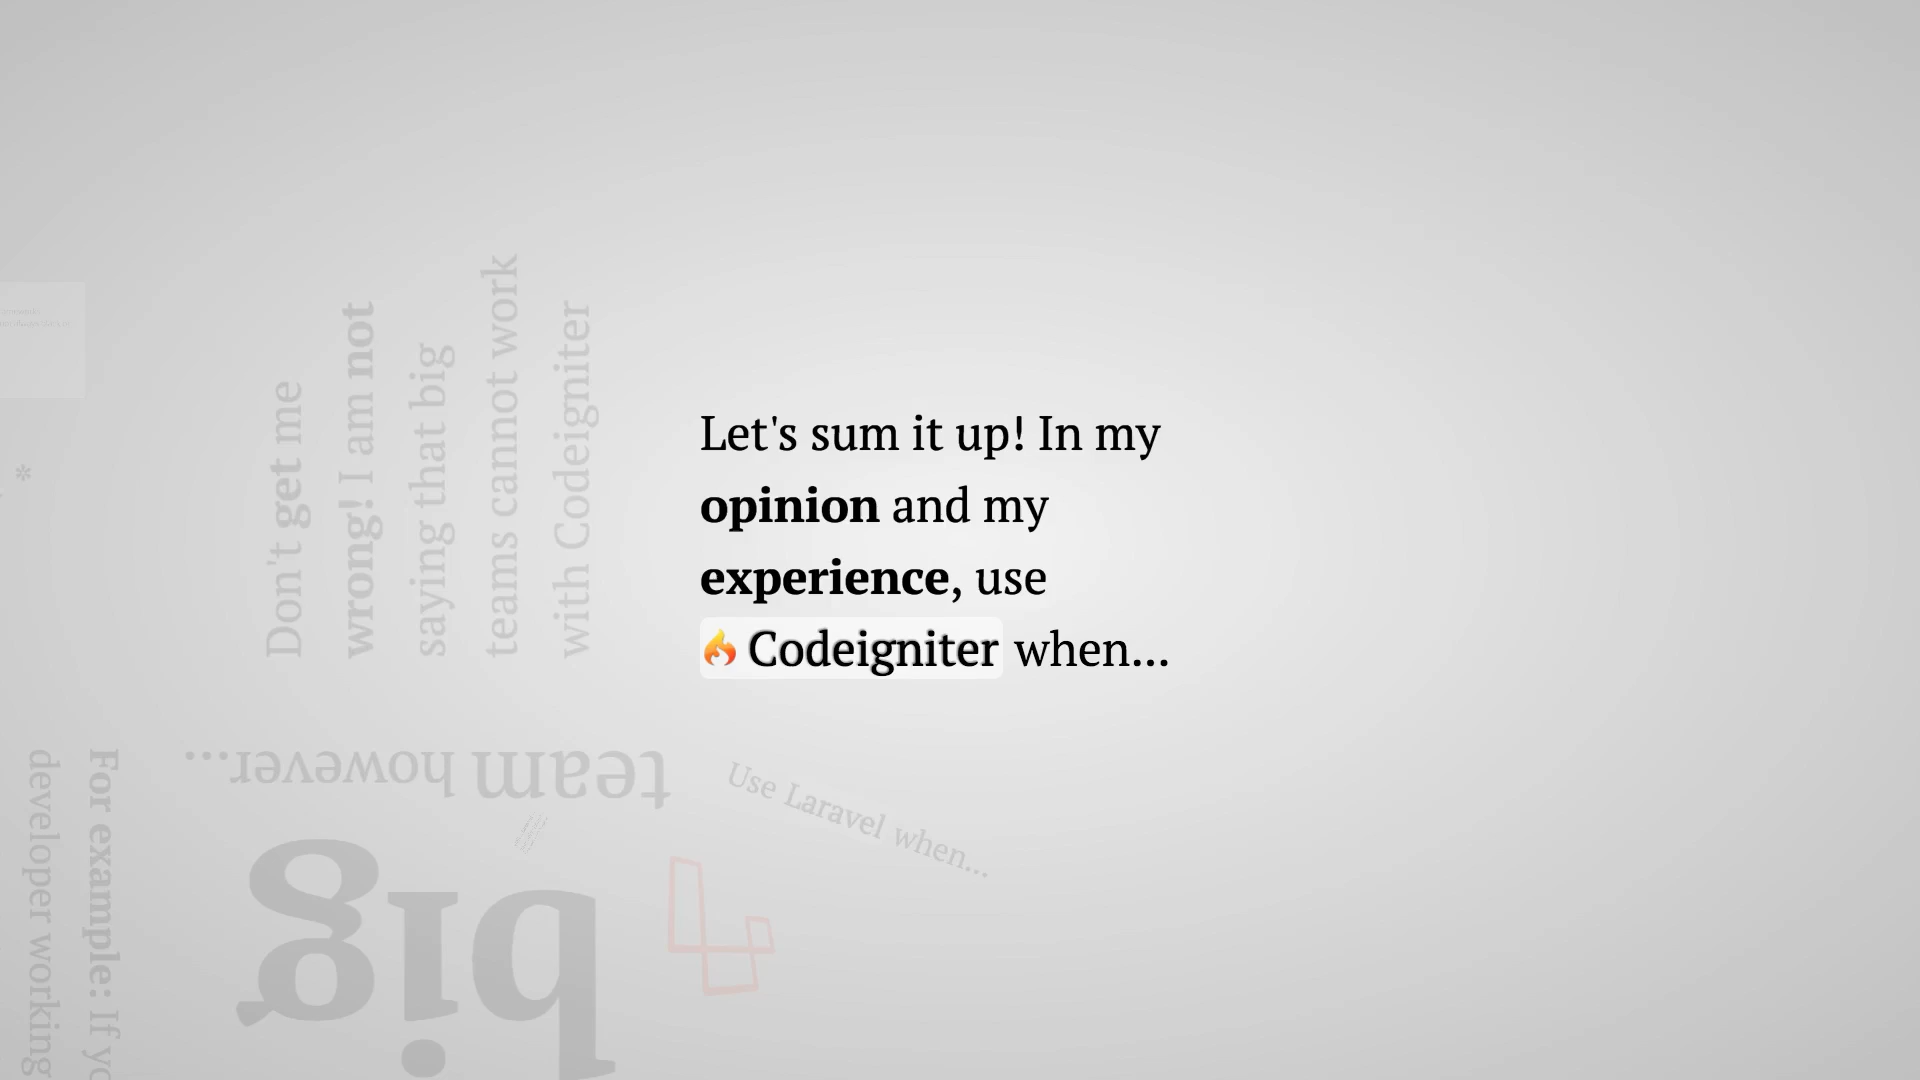 Let's sum it up! In my
opinion and my
experience, use
Codeigniter when...
Don't get me
wrong! I am not
saying that big
teams cannot work
with Codeigniter
big
team however...
Use Laravel when...
For example: If yo
developer working
*